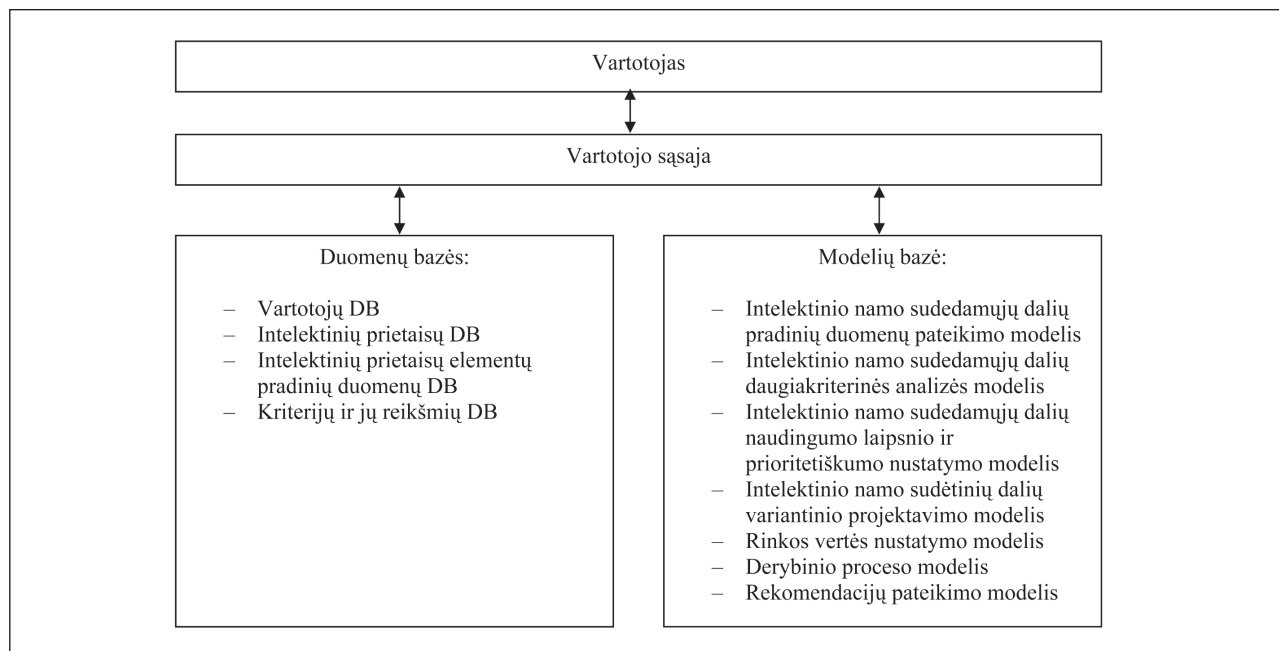 Vartotojas
Vartotojo sąsaja
Duomenų bazės:
– Vartotojų DB
– Intelektinių prietaisų DB
– Intelektinių prietaisų elementų
pradinių duomenų DB
– Kriterijų ir jų reikšmių DB
Modelių bazė:
– Intelektinio namo sudedamųjų dalių
pradinių duomenų pateikimo modelis
– Intelektinio namo sudedamųjų dalių
daugiakriterinės analizės modelis
– Intelektinio namo sudedamųjų dalių
naudingumo laipsnio ir
prioritetiškumo nustatymo modelis
– Intelektinio namo sudėtinių dalių
variantinio projektavimo modelis
– Rinkos vertės nustatymo modelis
– Derybinio proceso modelis
– Rekomendacijų pateikimo modelis